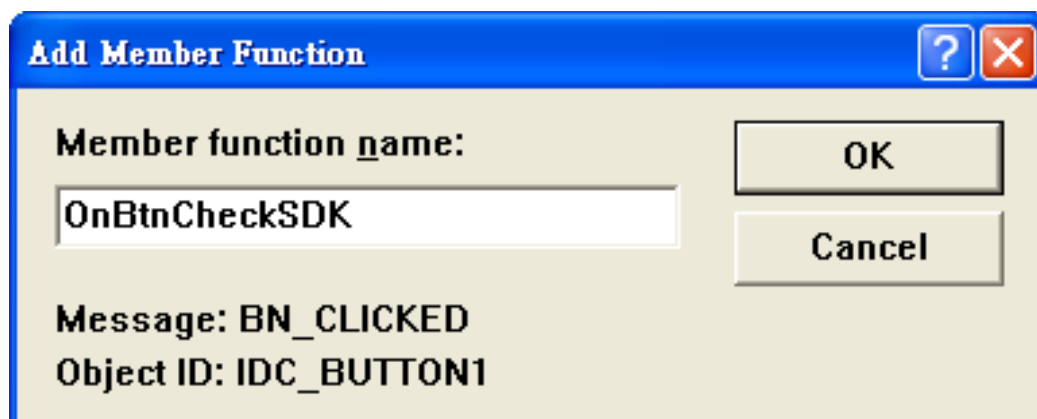 Add Member Function
Member function name:
OK
OnBtnCheckSDK
Cancel
Message: BN_CLICKED
Object ID: IDC_BUTTON1